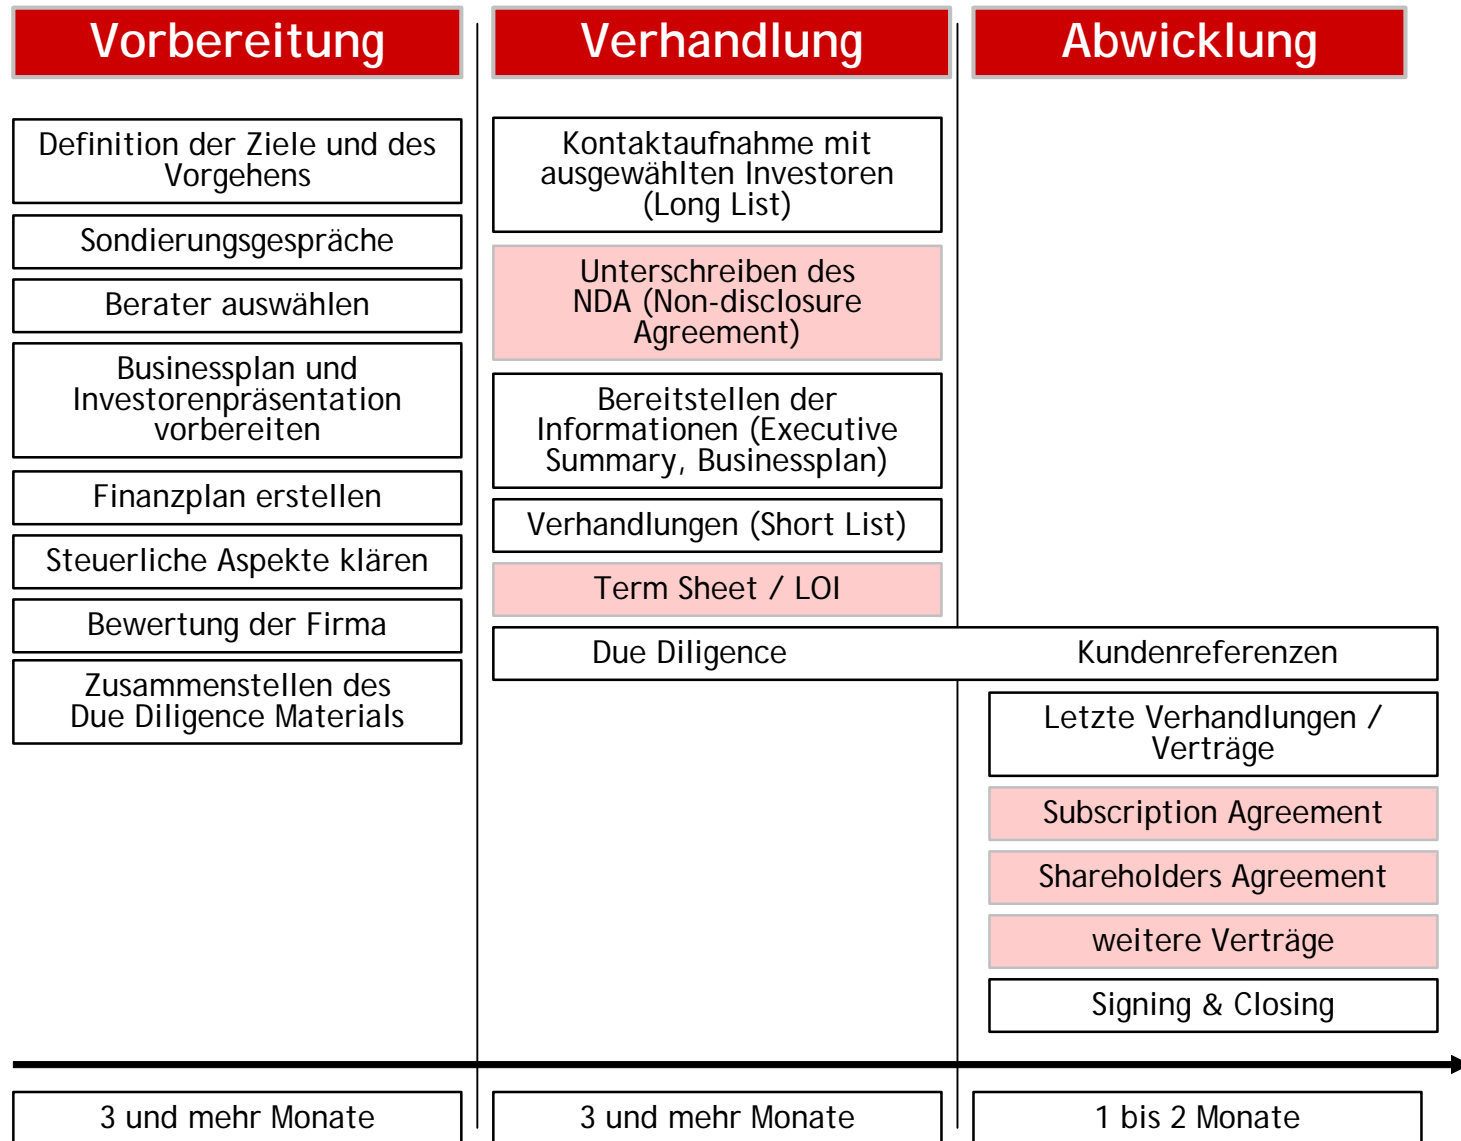 Vorbereitung
Definition der Ziele und des
Vorgehens
Sondierungsgespräche
Berater auswählen
Businessplan und
Investorenpräsentation
vorbereiten
Finanzplan erstellen
Steuerliche Aspekte klären
Bewertung der Firma
Zusammenstellen des
Due Diligence Materials
3 und mehr Monate
Verhandlung
Kontaktaufnahme mit
ausgewählten Investoren
(Long List)
Unterschreiben des
NDA (Non-disclosure
Agreement)
Bereitstellen der
Informationen (Executive
Summary, Businessplan)
Verhandlungen (Short List)
Term Sheet / LOI
Due Diligence
3 und mehr Monate
Abwicklung
Kundenreferenzen
Letzte Verhandlungen /
Verträge
Subscription Agreement
Shareholders Agreement
weitere Verträge
Signing & Closing
1 bis 2 Monate